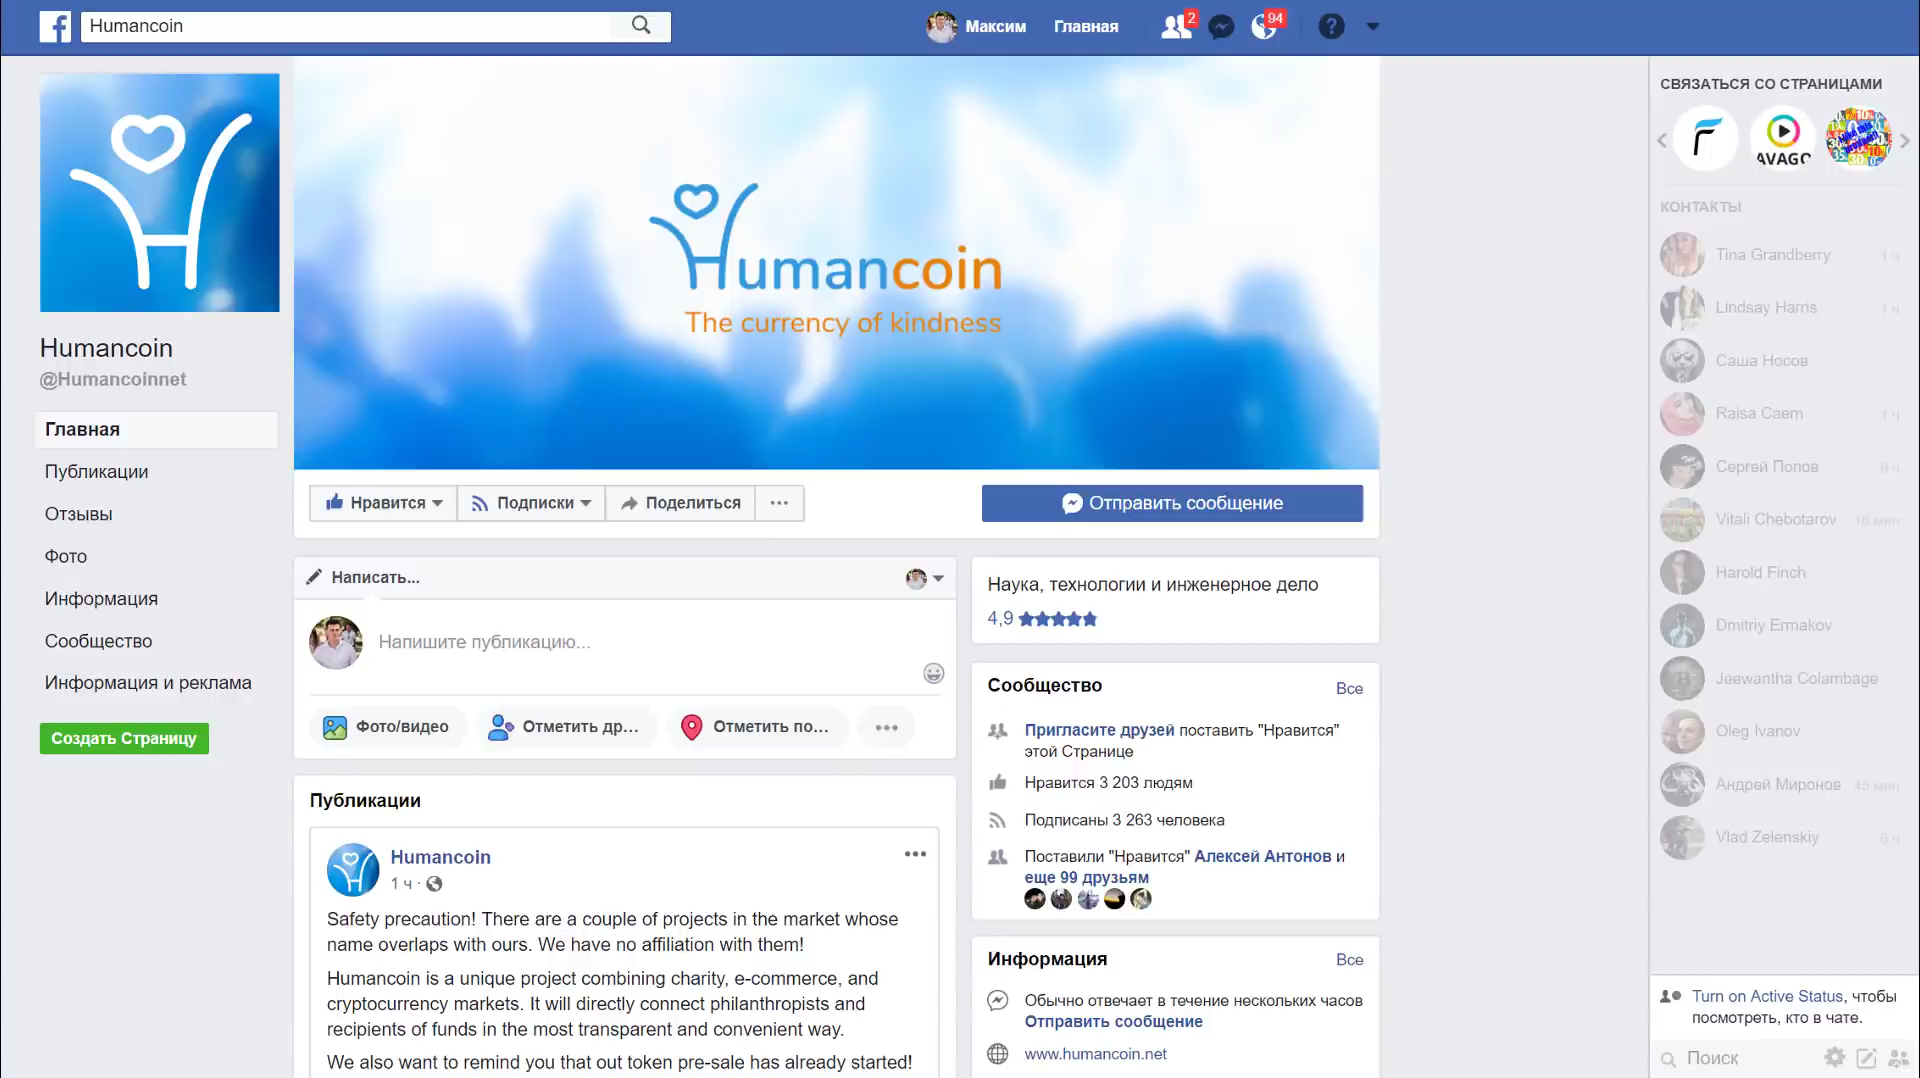 Humancoin
Максим
Главная
2
94
?
Humancoin
@Humancoinnet
Главная
Публикации
Отзывы
Фото
Информация
Сообщество
Информация и реклама
Создать Страницу
Humancoin
The currency of kindness
Нравится
Подписки
Поделиться
Отправить сообщение
Написать...
Напишите публикацию...
Фото/видео
Отметить др...
Отметить по...
Публикации
Humancoin
1 ч ·
Safety precaution! There are a couple of projects in the market whose
name overlaps with ours. We have no affiliation with them!
Humancoin is a unique project combining charity, e-commerce, and
cryptocurrency markets. It will directly connect philanthropists and
recipients of funds in the most transparent and convenient way.
We also want to remind you that out token pre-sale has already started!
Наука, технологии и инженерное дело
4,9
Сообщество
Все
Пригласите друзей поставить "Нравится"
этой Странице
Нравится 3 203 людям
Подписаны 3 263 человека
Поставили "Нравится" Алексей Антонов и
еще 99 друзьям
Информация
Все
Обычно отвечает в течение нескольких часов
Отправить сообщение
www.humancoin.net
СВЯЗАТЬСЯ СО СТРАНИЦАМИ
AVAGO
КОНТАКТЫ
Tina Grandberry
1 ч
Lindsay Harris
1 ч
Саша Носов
Raisa Caem
1 ч
Сергей Попов
Vitali Chebotarov
16 мин
Harold Finch
Dmitriy Ermakov
Jeewantha Colambage
Oleg Ivanov
Андрей Миронов
45 мин
Vlad Zelenskiy
Turn on Active Status, чтобы
посмотреть, кто в чате.
Поиск